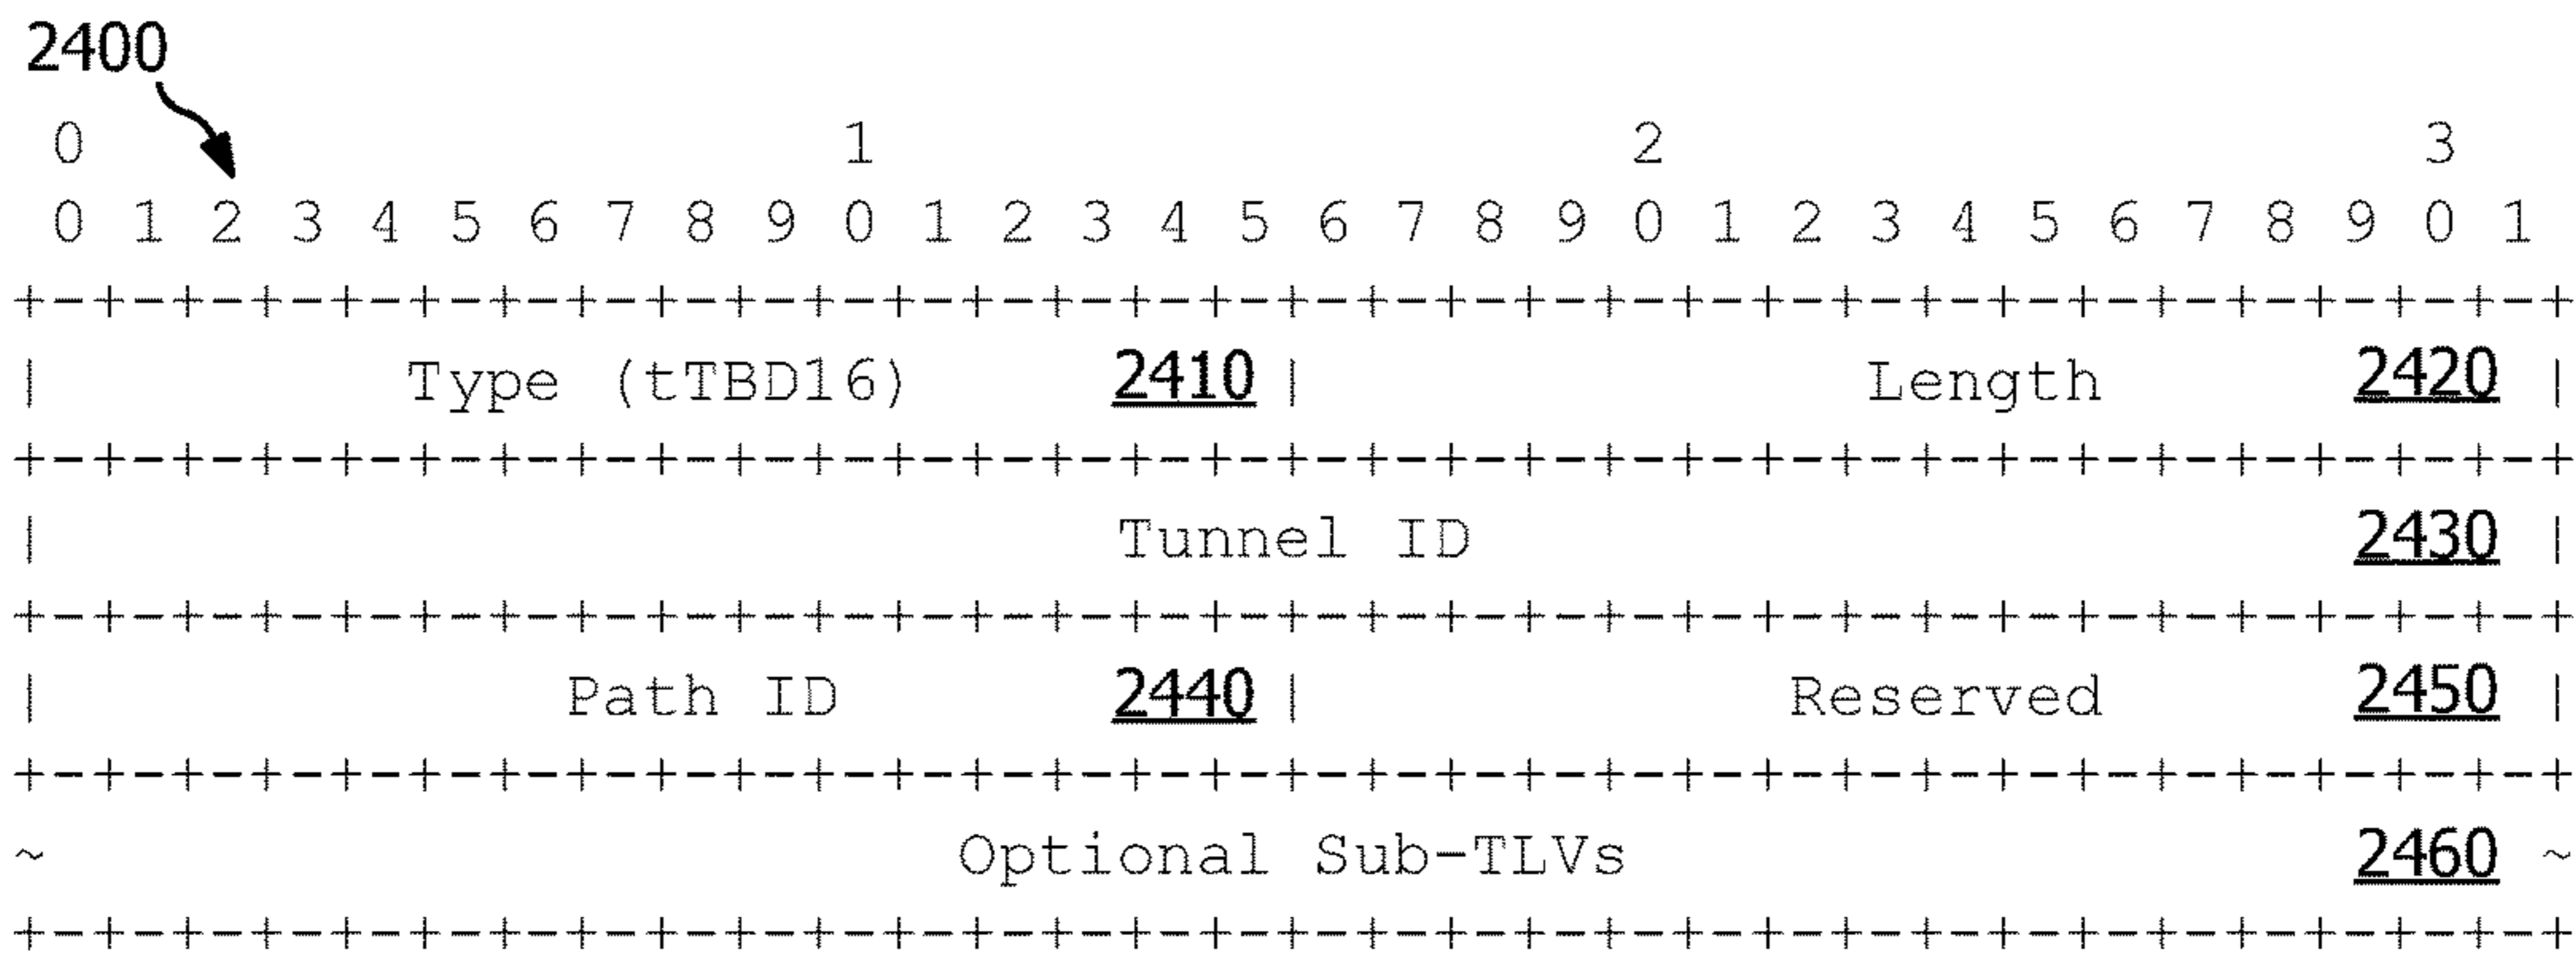 2400
0 1 2 3
0 1 2 3 4 5 6 7 8 9 0 1 2 3 4 5 6 7 8 9 0 1 2 3 4 5 6 7 8 9 0 1
+-+-+-+-+-+-+-+-+-+-+-+-+-+-+-+-+-+-+-+-+-+-+-+-+-+-+-+-+-+-+-+-+
| Type (tTBD16) 2410 | Length 2420 |
+-+-+-+-+-+-+-+-+-+-+-+-+-+-+-+-+-+-+-+-+-+-+-+-+-+-+-+-+-+-+-+-+
| Tunnel ID 2430 |
+-+-+-+-+-+-+-+-+-+-+-+-+-+-+-+-+-+-+-+-+-+-+-+-+-+-+-+-+-+-+-+-+
| Path ID 2440 | Reserved 2450 |
+-+-+-+-+-+-+-+-+-+-+-+-+-+-+-+-+-+-+-+-+-+-+-+-+-+-+-+-+-+-+-+-+
~ Optional Sub-TLVs 2460 ~
+-+-+-+-+-+-+-+-+-+-+-+-+-+-+-+-+-+-+-+-+-+-+-+-+-+-+-+-+-+-+-+-+